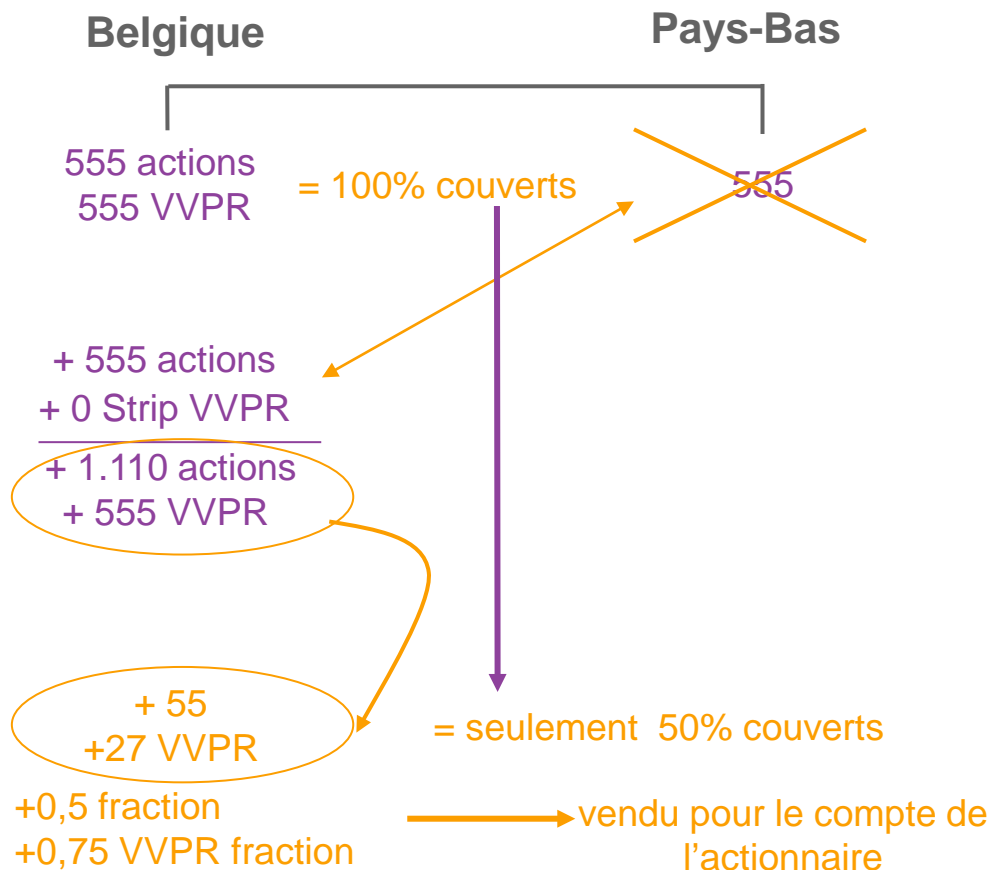 Belgique
Pays-Bas
555 actions
555 VVPR
= 100% couverts
555
+ 555 actions
+ 0 Strip VVPR
+ 1.110 actions
+ 555 VVPR
+ 55
+27 VVPR
= seulement 50% couverts
+0,5 fraction
+0,75 VVPR fraction
vendu pour le compte de
l’actionnaire